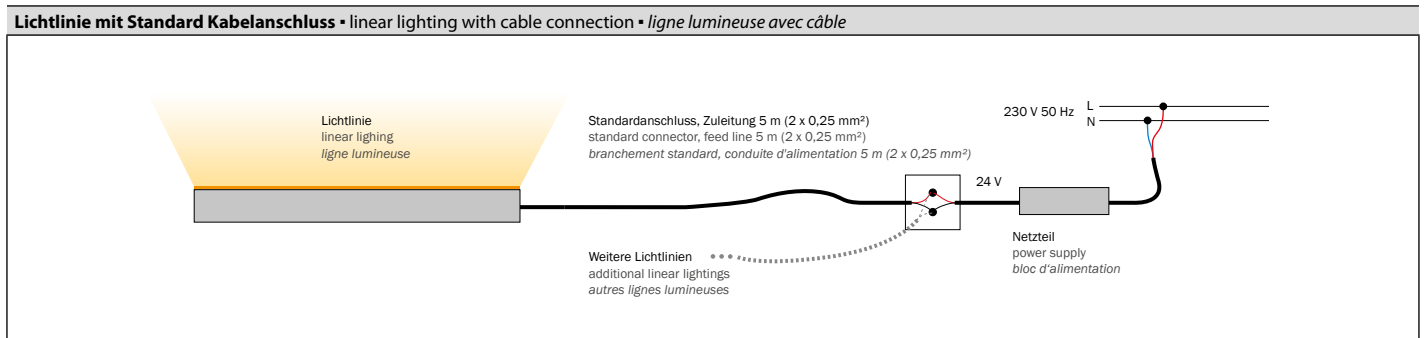 Lichtlinie mit Standard Kabelanschluss ▪ linear lighting with cable connection ▪ ligne lumineuse avec câble
Lichtlinie
linear lighing
ligne lumineuse
Standardanschluss, Zuleitung 5 m (2 x 0,25 mm²)
standard connector, feed line 5 m (2 x 0,25 mm²)
branchement standard, conduite d'alimentation 5 m (2 x 0,25 mm²)
230 V 50 Hz
L
N
24 V
Netzteil
power supply
bloc d'alimentation
Weitere Lichtlinien
additional linear lightings
autres lignes lumineuses